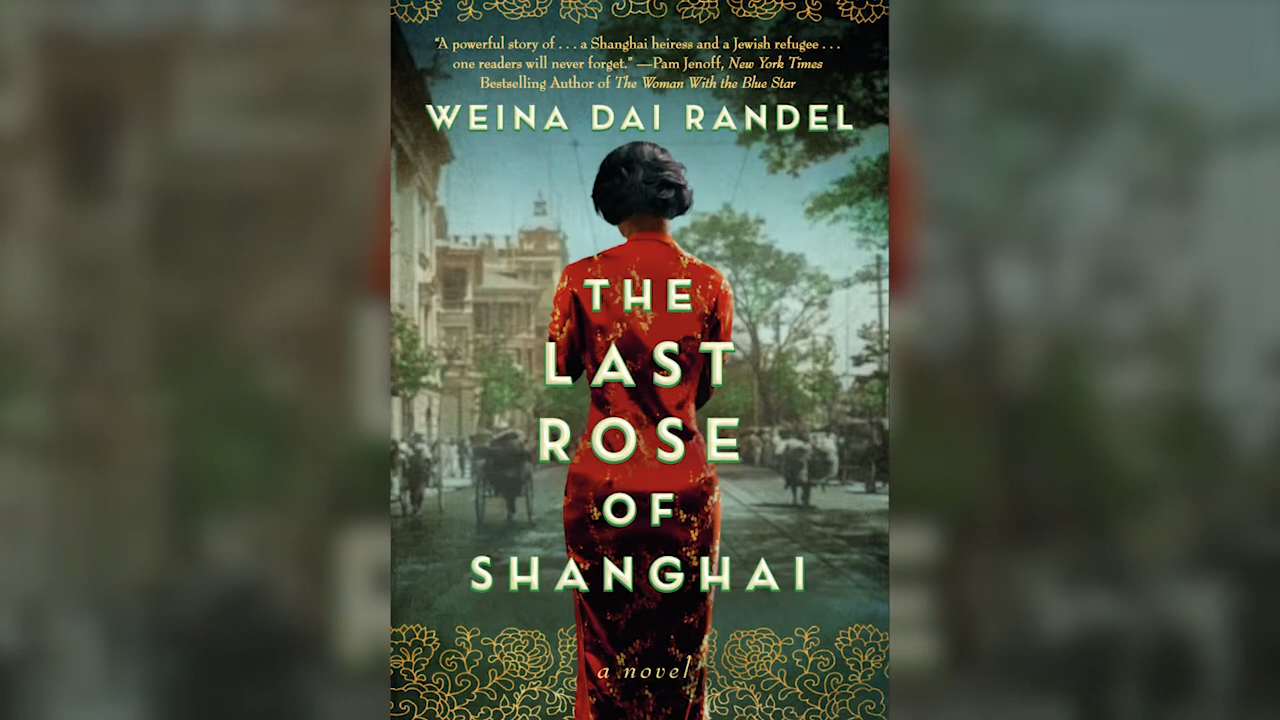 “A powerful story of . . . a Shanghai heiress and a Jewish refugee . . .
one readers will never forget.” —Pam Jenoff, New York Times
Bestselling Author of The Woman With the Blue Star
WEINA DAI RANDEL
THE
LAST
ROSE
OF
SHANGHAI
a novel